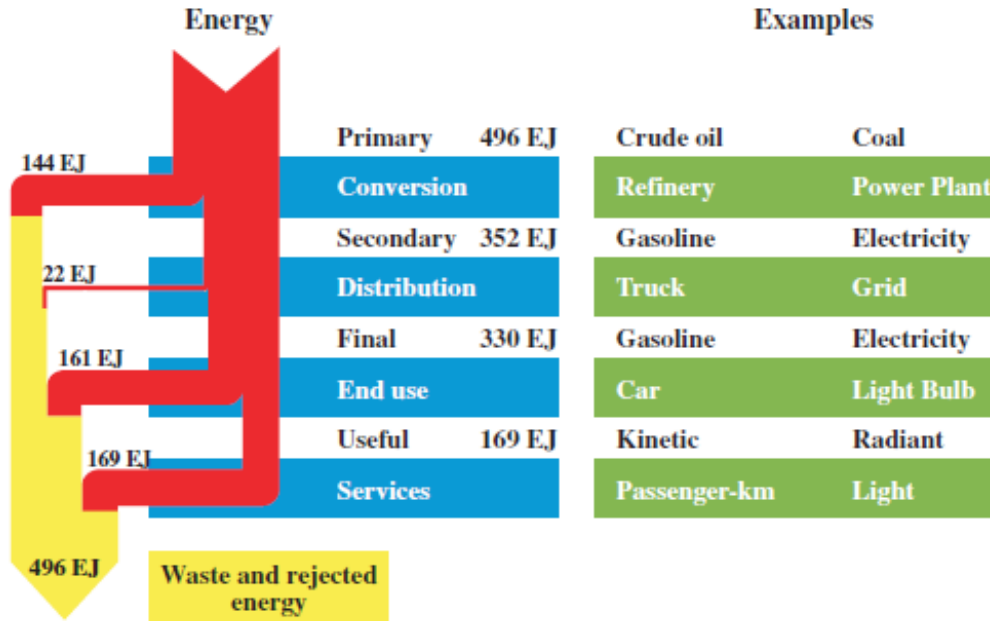 Energy Examples
Primary 496 EJ Crude oil Coal
144 EJ
Conversion Refinery Power Plant
Secondary 352 EJ Gasoline Electricity
22 EJ
Distribution Truck Grid
Final 330 EJ Gasoline Electricity
161 EJ
End use Car Light Bulb
Useful 169 EJ Kinetic Radiant
169 EJ
Services Passenger-km Light
496 EJ
Waste and rejected
energy